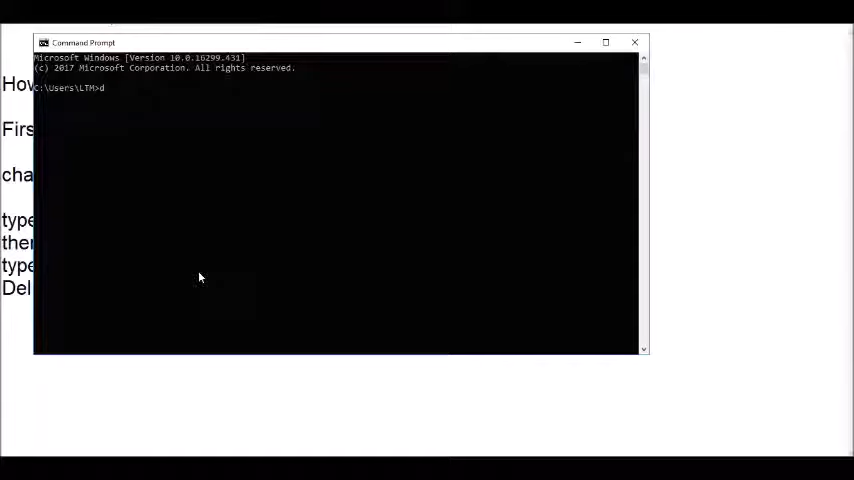 Command Prompt
Microsoft Windows [Version 10.0.16299.431]
(c) 2017 Microsoft Corporation. All rights reserved.
C:\Users\LTM>d
How
Firs
cha
type
then
type
Del